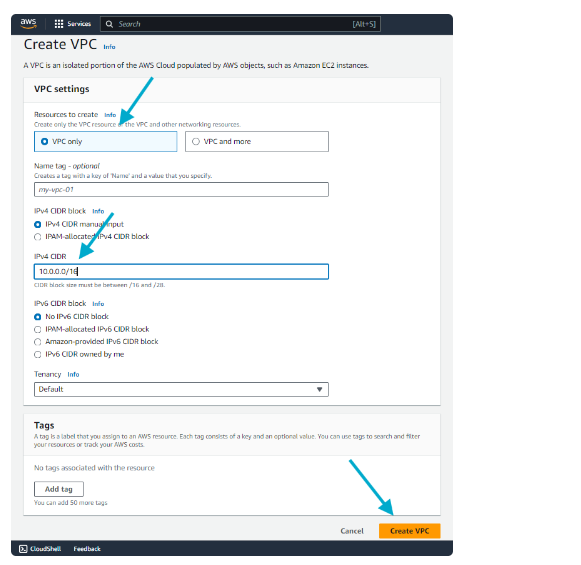 aws
Services
Search
[Alt+S]
Create VPC Info
A VPC is an isolated portion of the AWS Cloud populated by AWS objects, such as Amazon EC2 instances.
VPC settings
Resources to create Info
Create only the VPC resource or the VPC and other networking resources.
VPC only
VPC and more
Name tag - optional
Creates a tag with a key of 'Name' and a value that you specify.
my-vpc-01
IPv4 CIDR block Info
IPv4 CIDR manual input
IPAM-allocated IPv4 CIDR block
IPv4 CIDR
10.0.0.0/16
CIDR block size must be between /16 and /28.
IPv6 CIDR block Info
No IPv6 CIDR block
IPAM-allocated IPv6 CIDR block
Amazon-provided IPv6 CIDR block
IPv6 CIDR owned by me
Tenancy Info
Default
Tags
A tag is a label that you assign to an AWS resource. Each tag consists of a key and an optional value. You can use tags to search and filter
your resources or track your AWS costs.
No tags associated with the resource
Add tag
You can add 50 more tags
Cancel
Create VPC
CloudShell
Feedback